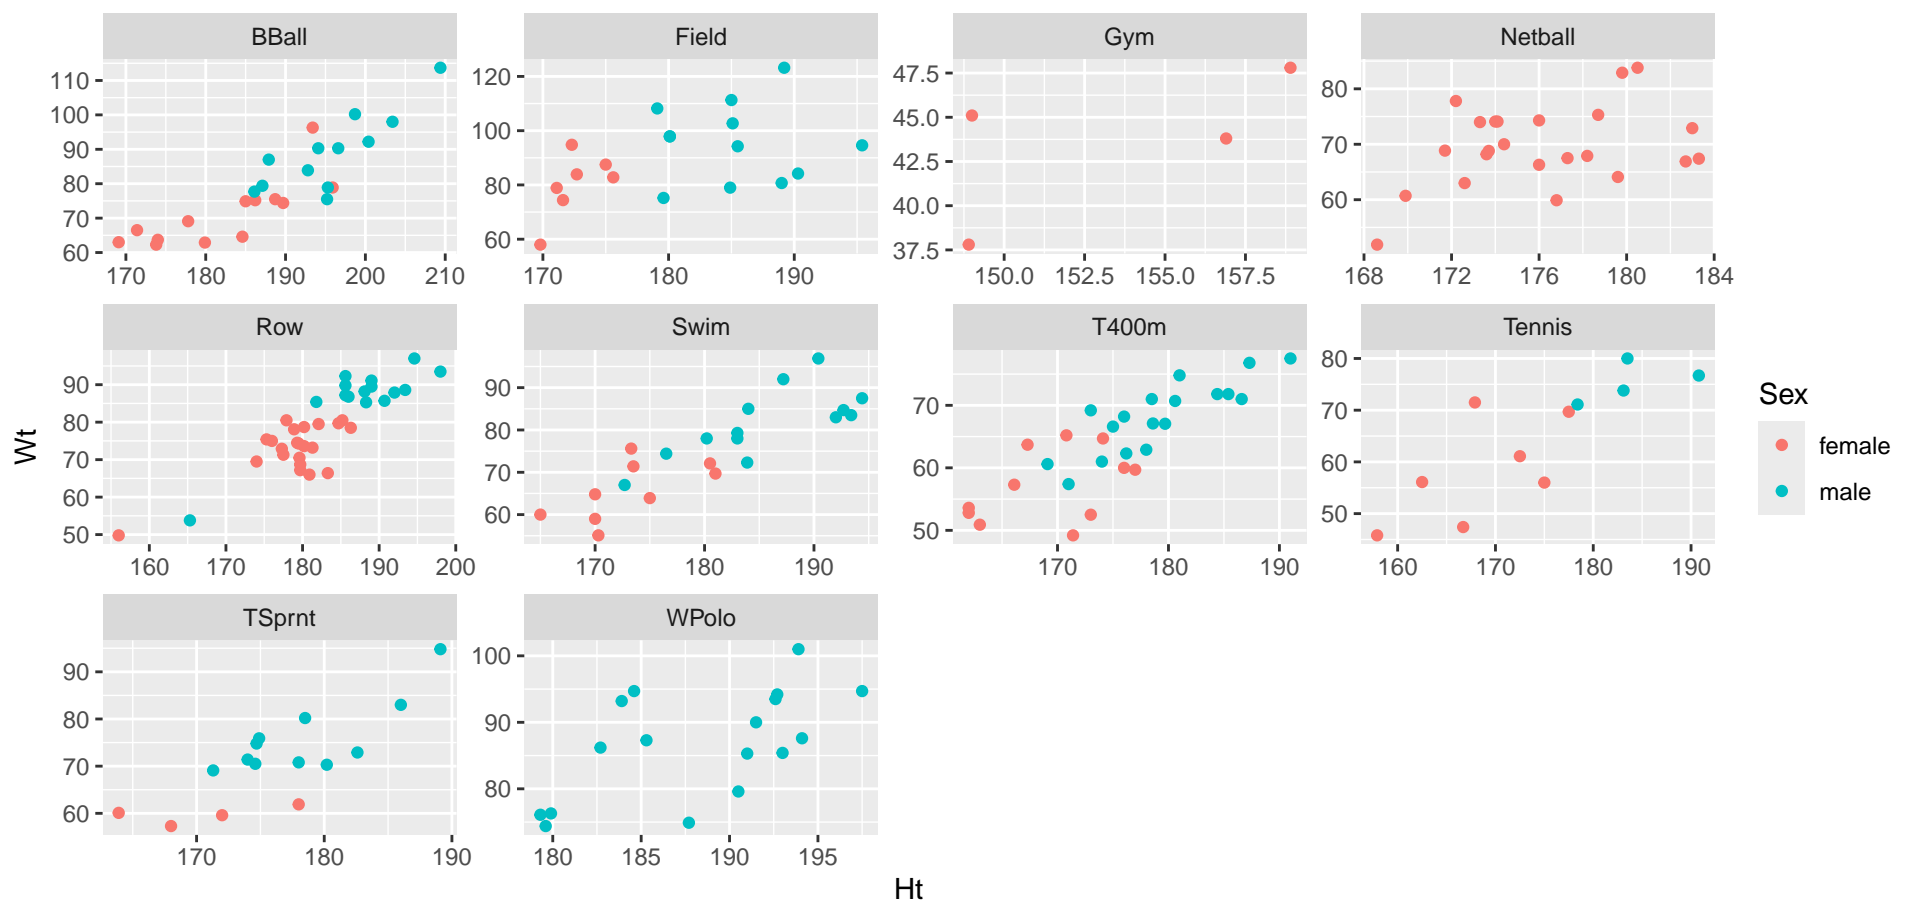 BBall Field Gym Netball
110
100
90
80
70
60
170 180 190 200 210
120
100
80
60
170 180 190
47.5
45.0
42.5
40.0
37.5
150.0 152.5 155.0 157.5
80
70
60
168 172 176 180 184
Row Swim T400m Tennis
90
80
70
60
50
160 170 180 190 200
90
80
70
60
170 180 190
70
60
50
170 180 190
80
70
60
50
160 170 180 190
TSprnt WPolo
90
80
70
60
170 180 190
100
90
80
180 185 190 195
Wt
Ht
Sex
female
male